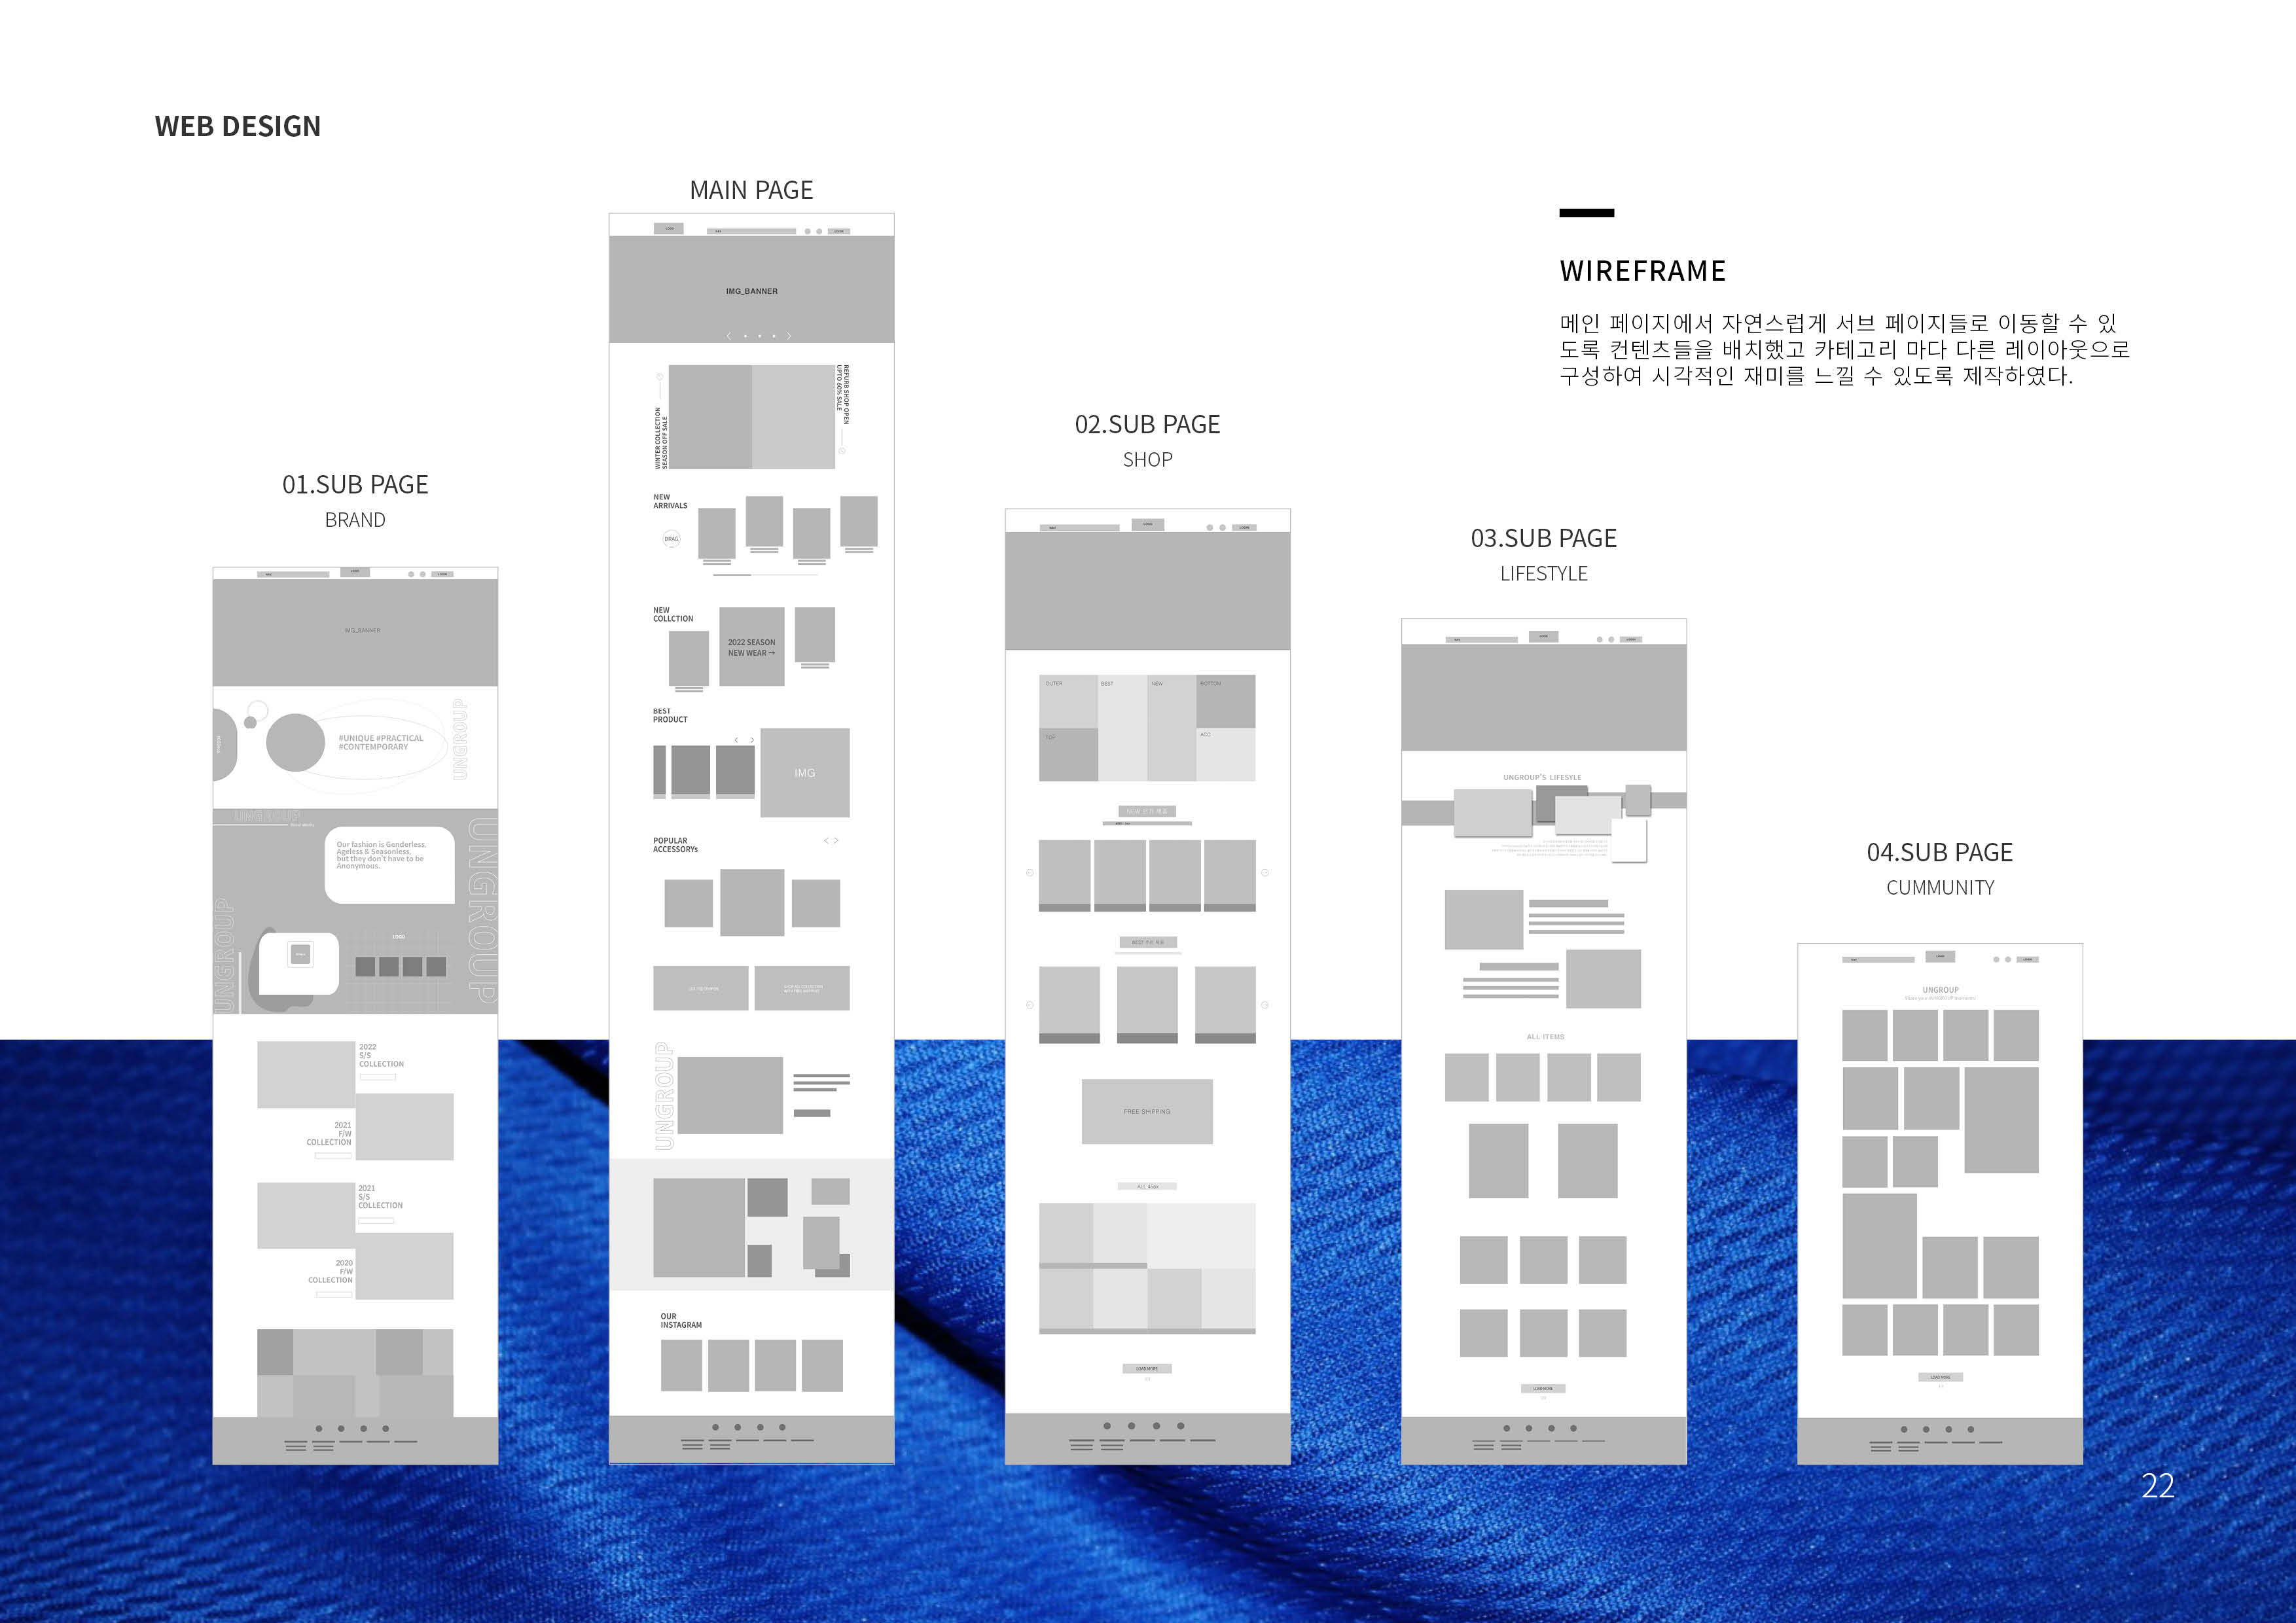 WEB DESIGN
MAIN PAGE
WIREFRAME
메인 페이지에서 자연스럽게 서브 페이지들로 이동할 수 있
도록 컨텐츠들을 배치했고 카테고리 마다 다른 레이아웃으로
구성하여 시각적인 재미를 느낄 수 있도록 제작하였다.
01.SUB PAGE
BRAND
IMG_BANNER
#UNIQUE #PRACTICAL
#CONTEMPORARY
UNGROUP
UNGROUP
Our fashion is Genderless,
Ageless & Seasonless,
but they don't have to be
Anonymous.
UNGROUP
UNGROUP
LOGO
2022
S/S
COLLECTION
2021
F/W
COLLECTION
2021
S/S
COLLECTION
2020
F/W
COLLECTION
LOGO
IMG_BANNER
WINTER COLLECTION
SEASON OFF SALE
REFURB SHOP OPEN
UPTO 60% SALE
NEW
ARRIVALS
DRAG
NEW
COLLCTION
2022 SEASON
NEW WEAR →
BEST
PRODUCT
IMG
POPULAR
ACCESSORYs
UNGROUP
OUR
INSTAGRAM
02.SUB PAGE
SHOP
LOGO
OUTER
BEST
NEW
BOTTOM
TOP
ACC
FREE SHIPPING
LOAD MORE
03.SUB PAGE
LIFESTYLE
UNGROUP'S LIFESYLE
ALL ITEMS
LOAD MORE
04.SUB PAGE
CUMMUNITY
UNGROUP
LOAD MORE
22